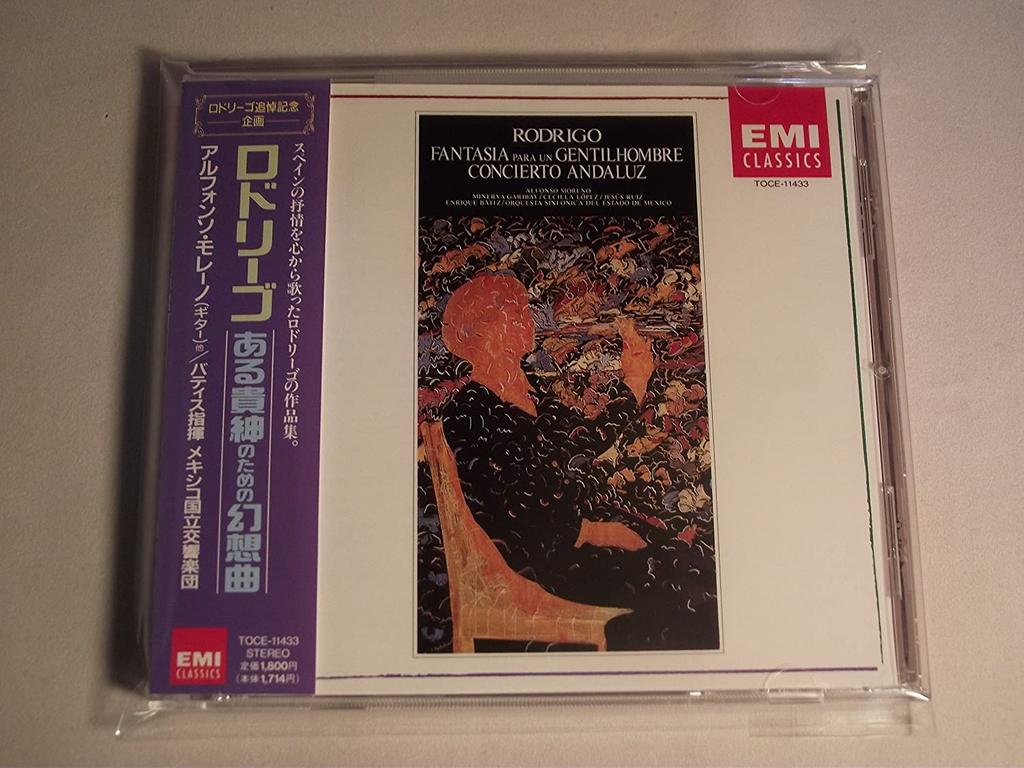 ロドリーゴ追悼記念
企画
スペインの抒情を心から歌ったロドリーゴの作品集。
ロドリーゴ
ある貴紳のための幻想曲
アルフォンソ・モレーノ(ギター)他/バティス指揮 メキシコ国立交響楽団
EMI
CLASSICS
TOCE-11433
STEREO
定価1,800円
(本体1,714円)
RODRIGO
FANTASIA PARA UN GENTILHOMBRE
CONCIERTO ANDALUZ
ALFONSO MORENO
MINERVA GARIBAY/CECILLA LÓPEZ/JESÚS RUIZ
ENRIQUE BÁTIZ/ORQUESTA SINFONICA DEL ESTADO DE MEXICO
EMI
CLASSICS
TOCE-11433